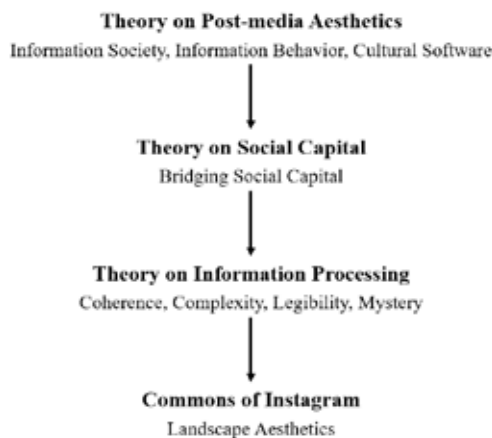 Theory on Post-media Aesthetics
Information Society, Information Behavior, Cultural Software
Theory on Social Capital
Bridging Social Capital
Theory on Information Processing
Coherence, Complexity, Legibility, Mystery
Commons of Instagram
Landscape Aesthetics